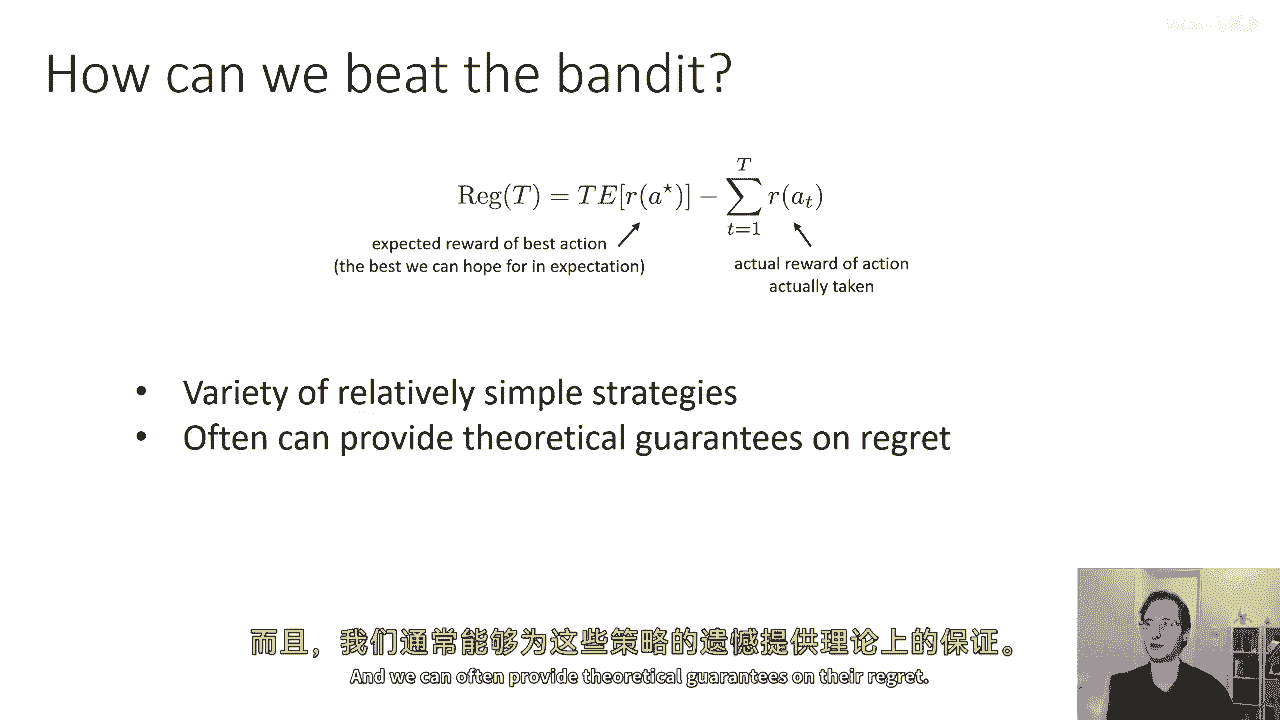 How can we beat the bandit?
Reg(T) = TE[r(a⋆)] − ∑_{t=1}^{T} r(a_t)
expected reward of best action
(the best we can hope for in expectation)
actual reward of action
actually taken
• Variety of relatively simple strategies
• Often can provide theoretical guarantees on regret
而且，我们通常能够为这些策略的遗憾提供理论上的保证。
And we can often provide theoretical guarantees on their regret.